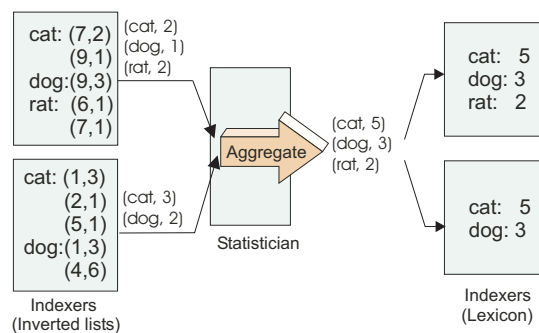 cat: (7,2)
(9,1)
dog:(9,3)
rat: (6,1)
(7,1)
(cat, 2)
(dog, 1)
(rat, 2)
cat: (1,3)
(2,1)
(5,1)
dog:(1,3)
(4,6)
(cat, 3)
(dog, 2)
Indexers
(Inverted lists)
Aggregate
Statistician
(cat, 5)
(dog, 3)
(rat, 2)
cat: 5
dog: 3
rat: 2
cat: 5
dog: 3
Indexers
(Lexicon)